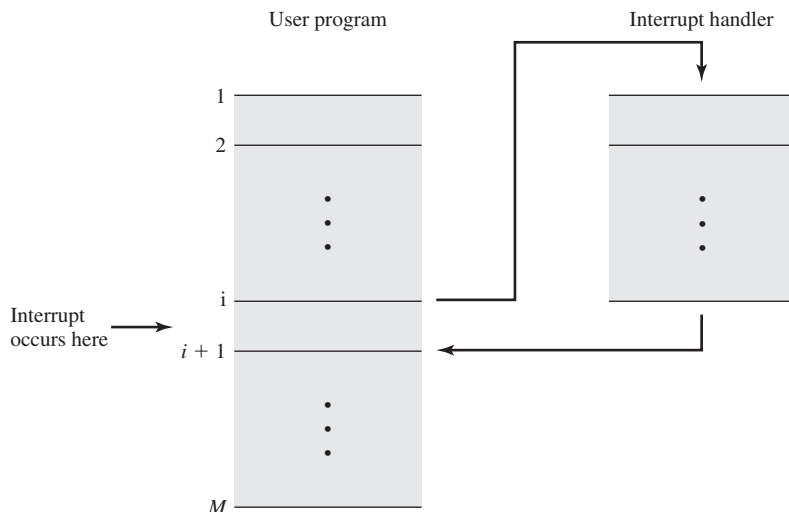 User program
Interrupt handler
1
2
i
Interrupt
occurs here
i + 1
M